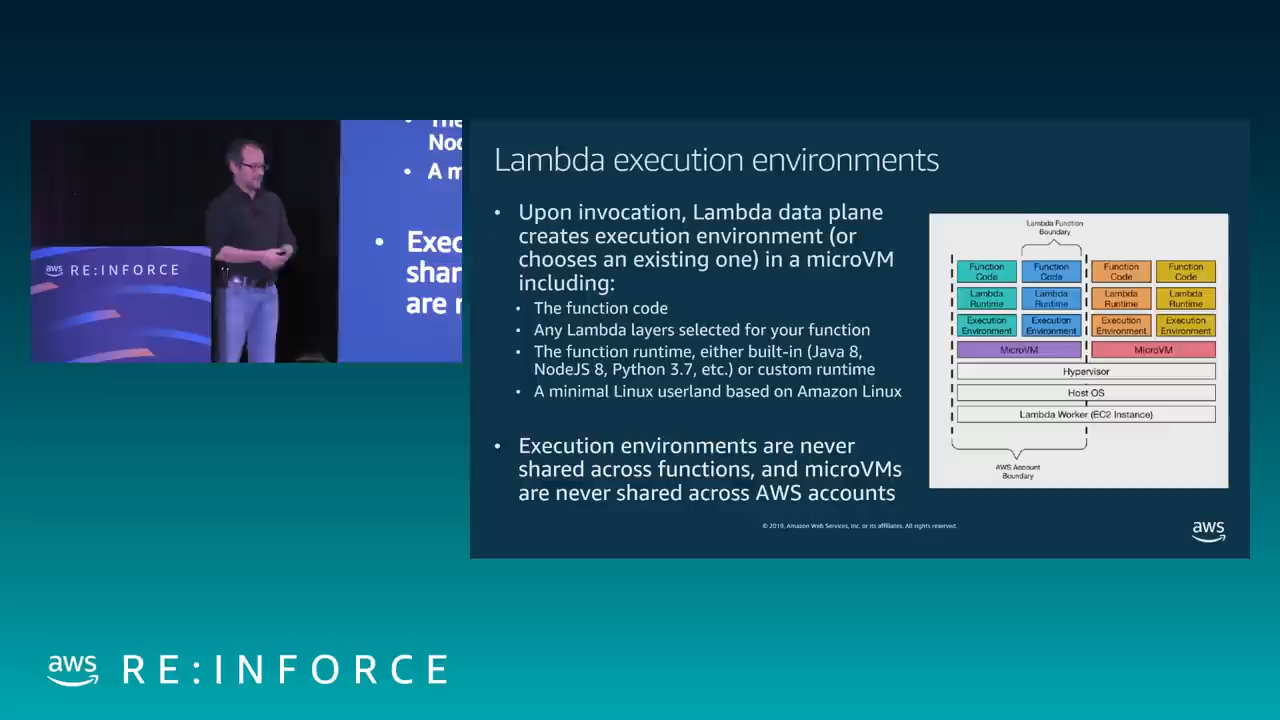 The
Noc
• A m
• Exec
shar
are r
aws RE:INFORCE
Lambda execution environments
• Upon invocation, Lambda data plane
creates execution environment (or
chooses an existing one) in a microVM
including:
• The function code
• Any Lambda layers selected for your function
• The function runtime, either built-in (Java 8,
NodeJS 8, Python 3.7, etc.) or custom runtime
• A minimal Linux userland based on Amazon Linux
• Execution environments are never
shared across functions, and microVMs
are never shared across AWS accounts
Lambda Function
Boundary
Function Code Function Code Function Code Function Code
Lambda Runtime Lambda Runtime Lambda Runtime Lambda Runtime
Execution Environment Execution Environment Execution Environment Execution Environment
MicroVM MicroVM
Hypervisor
Host OS
Lambda Worker (EC2 Instance)
AWS Account
Boundary
© 2019, Amazon Web Services, Inc. or its affiliates. All rights reserved.
aws
aws RE:INFORCE